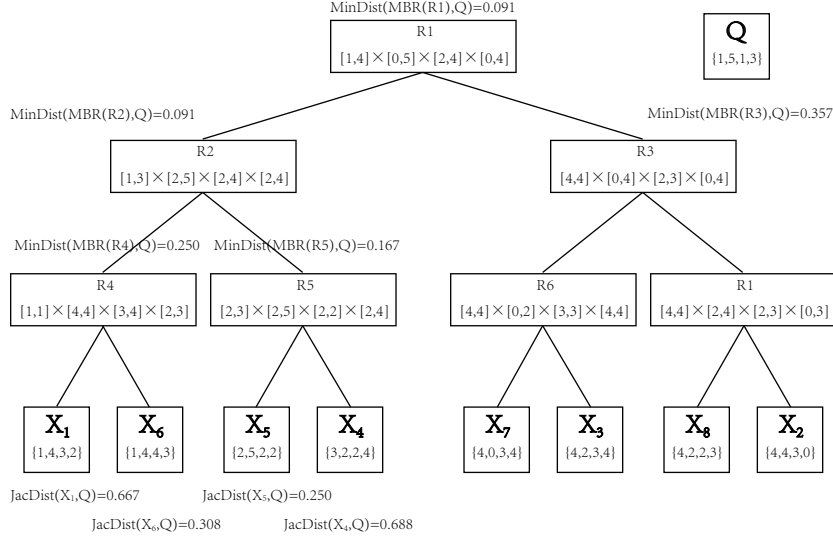 MinDist(MBR(R1),Q)=0.091
R1
[1,4]×[0,5]×[2,4]×[0,4]
Q
{1,5,1,3}
MinDist(MBR(R2),Q)=0.091
MinDist(MBR(R3),Q)=0.357
R2
[1,3]×[2,5]×[2,4]×[2,4]
R3
[4,4]×[0,4]×[2,3]×[0,4]
MinDist(MBR(R4),Q)=0.250
MinDist(MBR(R5),Q)=0.167
R4
[1,1]×[4,4]×[3,4]×[2,3]
R5
[2,3]×[2,5]×[2,2]×[2,4]
R6
[4,4]×[0,2]×[3,3]×[4,4]
R1
[4,4]×[2,4]×[2,3]×[0,3]
X₁
{1,4,3,2}
X₆
{1,4,4,3}
X₅
{2,5,2,2}
X₄
{3,2,2,4}
X₇
{4,0,3,4}
X₃
{4,2,3,4}
X₈
{4,2,2,3}
X₂
{4,4,3,0}
JacDist(X₁,Q)=0.667
JacDist(X₅,Q)=0.250
JacDist(X₆,Q)=0.308
JacDist(X₄,Q)=0.688